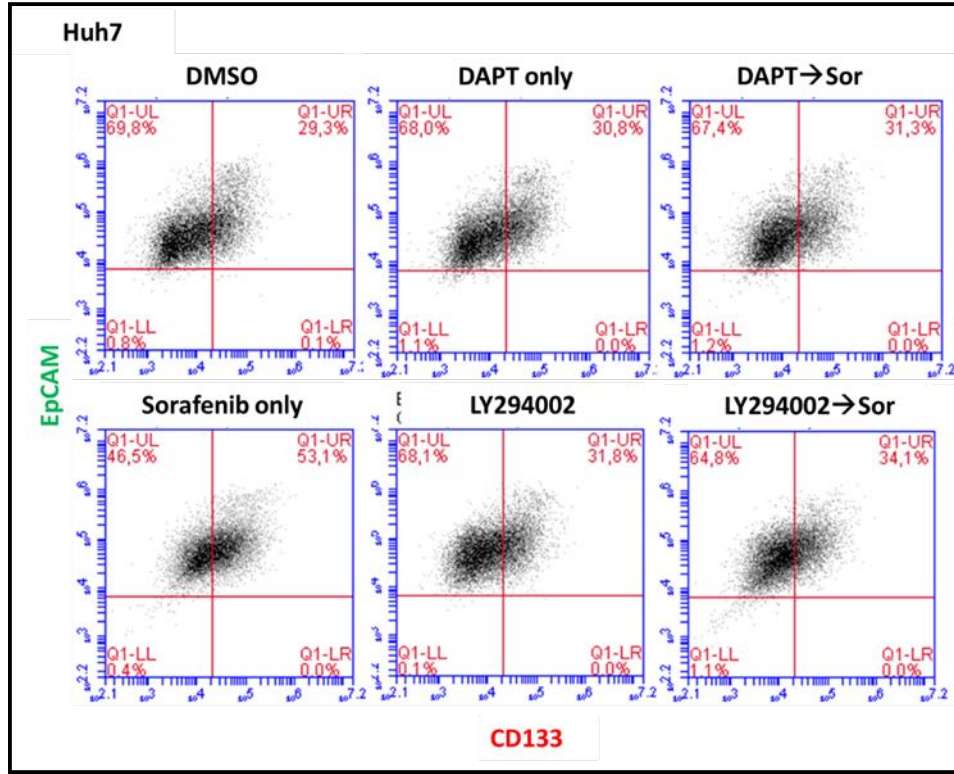 Huh7
DMSO
DAPT only
DAPT→Sor
Q1-UL
69,8%
Q1-UR
29,3%
Q1-LL
0.8%
Q1-LR
0.1%
Q1-UL
68,0%
Q1-UR
30,8%
Q1-LL
1.1%
Q1-LR
0.0%
Q1-UL
67,4%
Q1-UR
31,3%
Q1-LL
1.2%
Q1-LR
0.0%
EpCAM
Sorafenib only
LY294002
LY294002→Sor
Q1-UL
46,5%
Q1-UR
53,1%
Q1-LL
0.4%
Q1-LR
0.0%
Q1-UL
68,1%
Q1-UR
31,8%
Q1-LL
0.1%
Q1-LR
0.0%
Q1-UL
64,8%
Q1-UR
34,1%
Q1-LL
1.1%
Q1-LR
0.0%
CD133